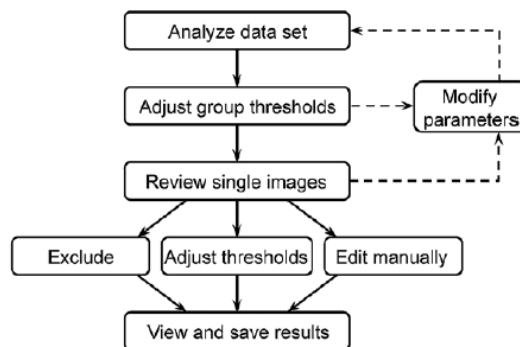 Analyze data set
Adjust group thresholds
Modify
parameters
Review single images
Exclude
Adjust thresholds
Edit manually
View and save results